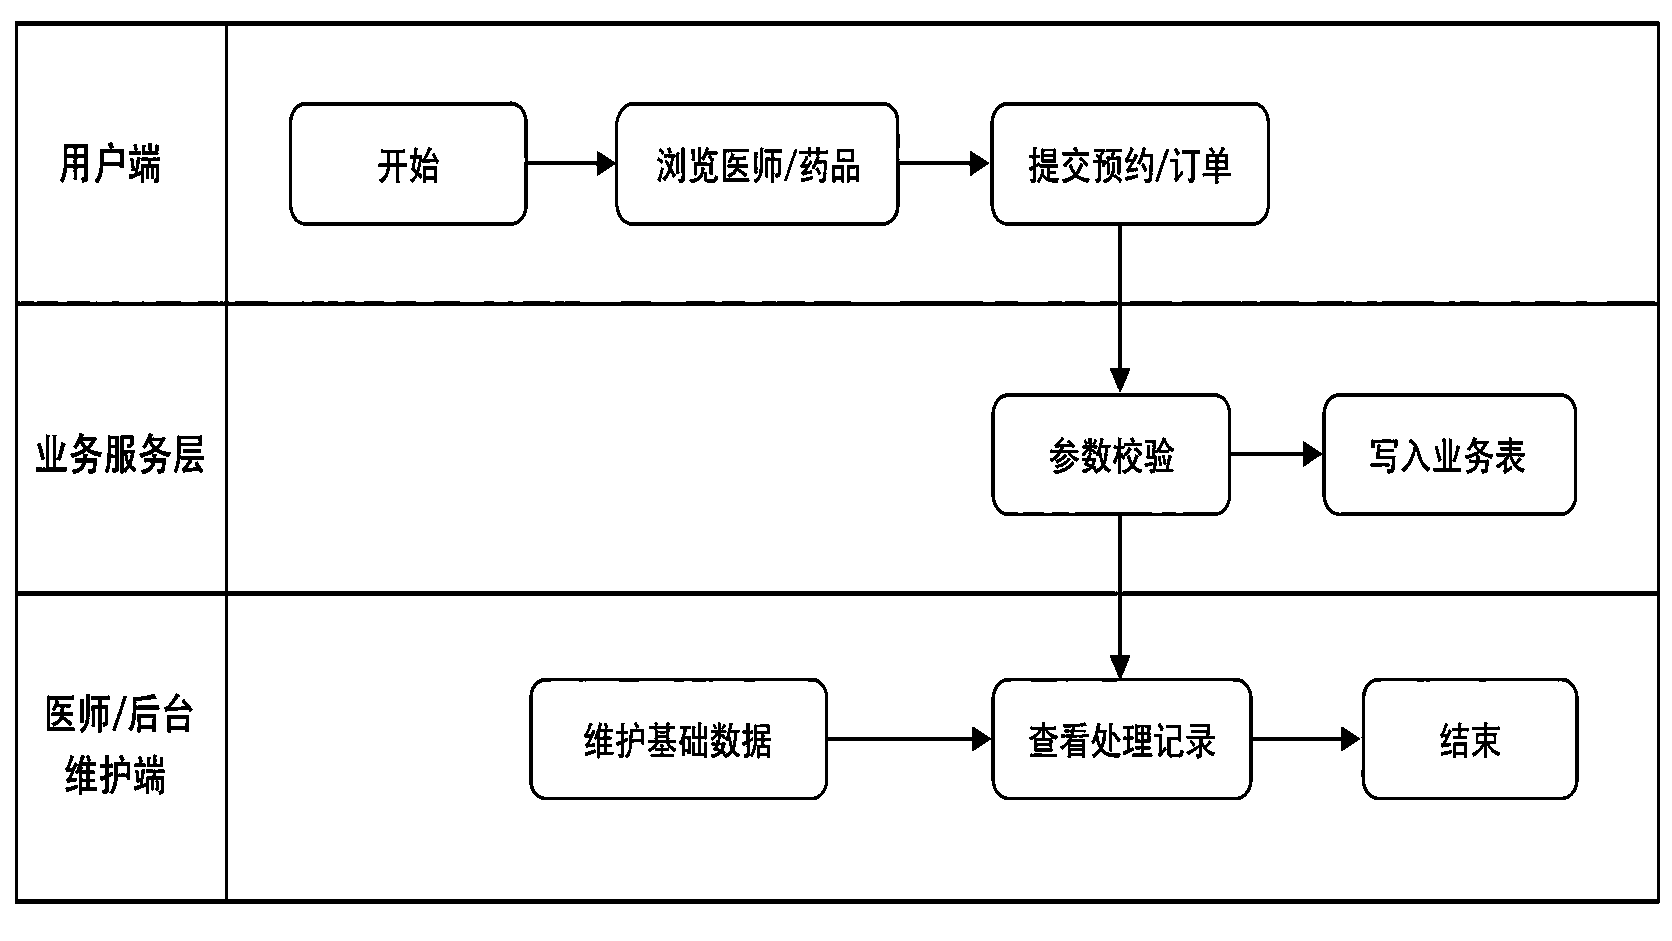 用户端
开始
浏览医师/药品
提交预约/订单
业务服务层
参数校验
写入业务表
医师/后台
维护端
维护基础数据
查看处理记录
结束